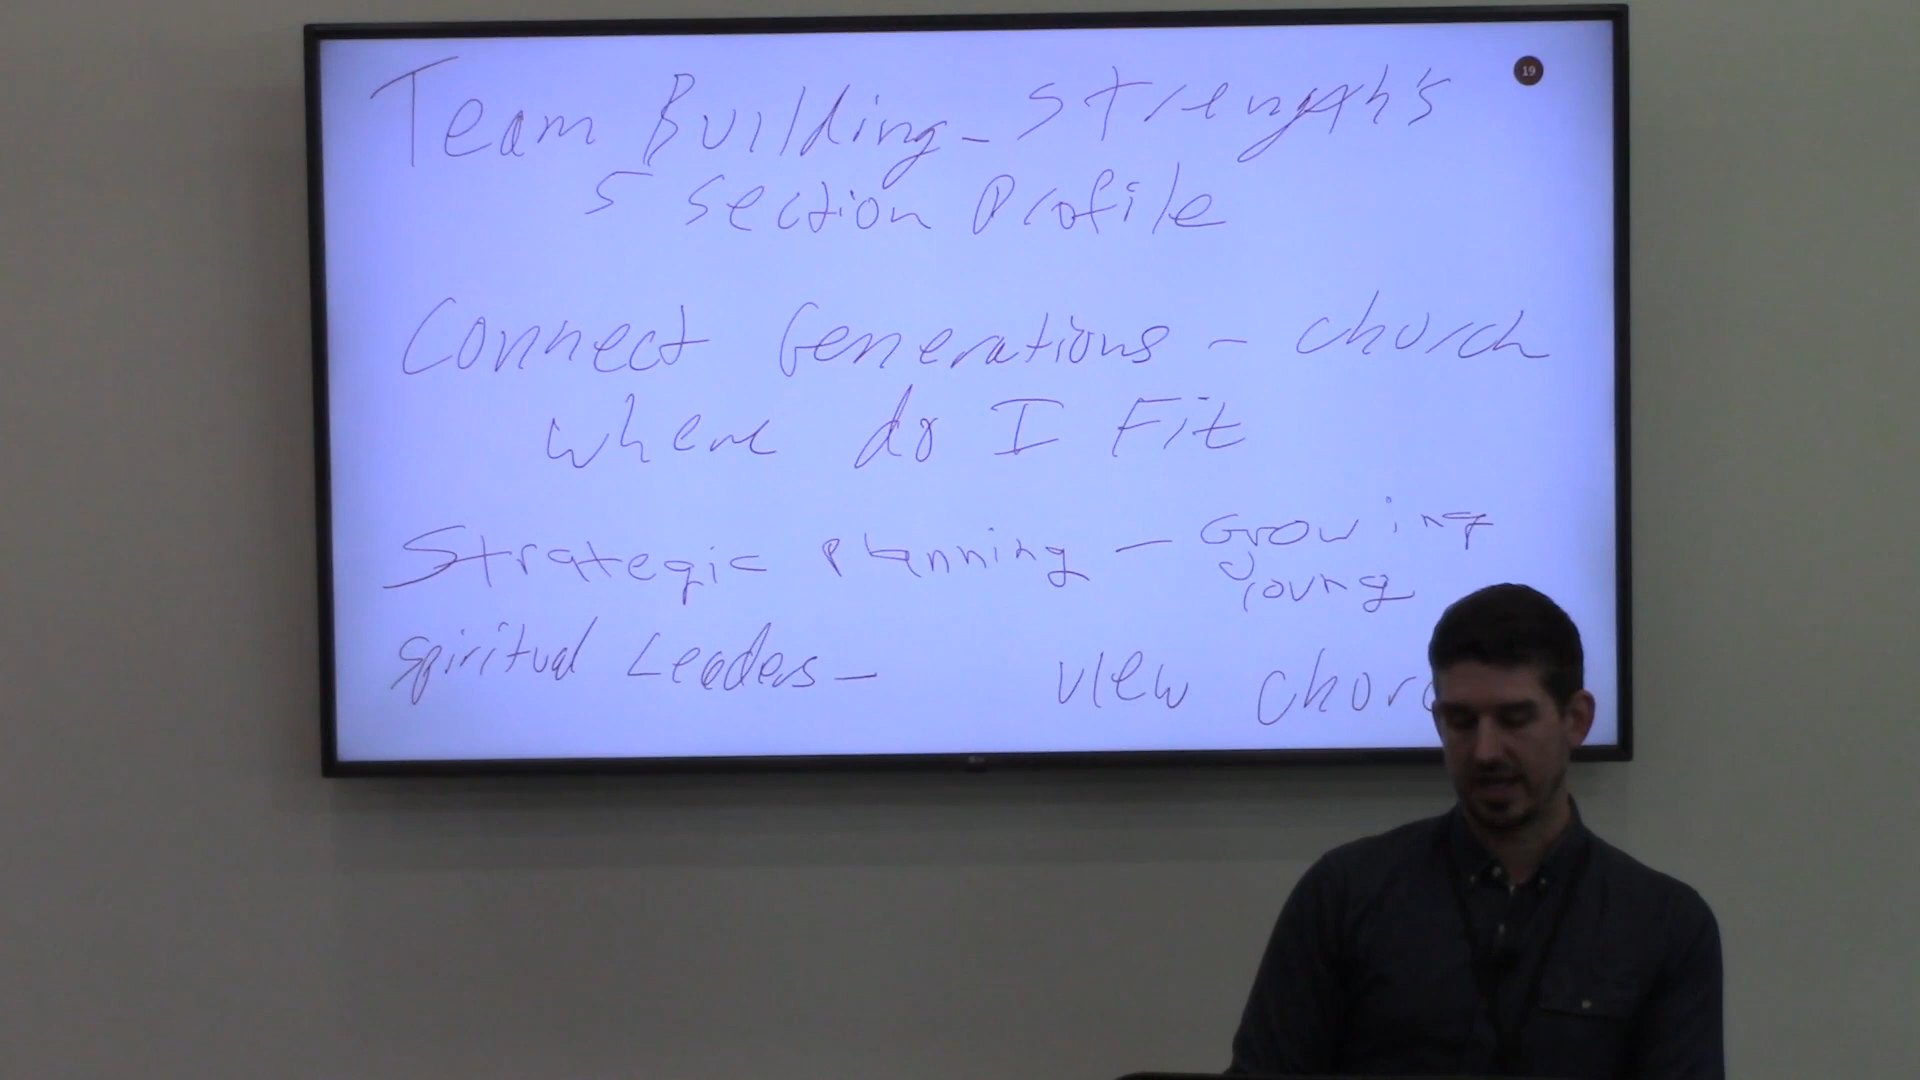 19
Team Building - Strength's
5 Section Profile
Connect Generations - church
where do I Fit
Strategic Planning - Growing
young
Spiritual Leaders - view